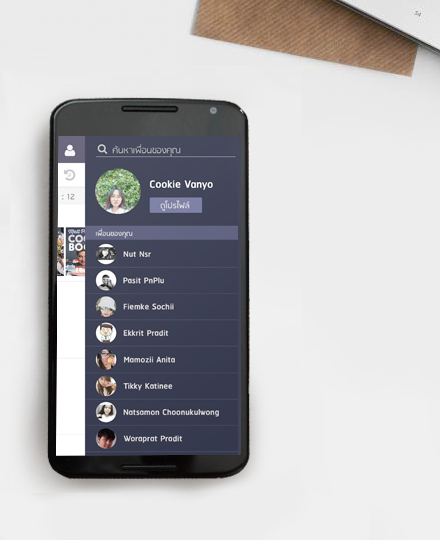 ค้นหาเพื่อนของคุณ
Cookie Vanyo
ดูโปรไฟล์
: 12
เพื่อนของคุณ
CO
BO
Nut Nsr
Pasit PnPlu
Fiemke Sochii
Ekkrit Pradit
Mamozii Anita
Tikky Katinee
Natsamon Choonukulwong
Woraprat Pradit